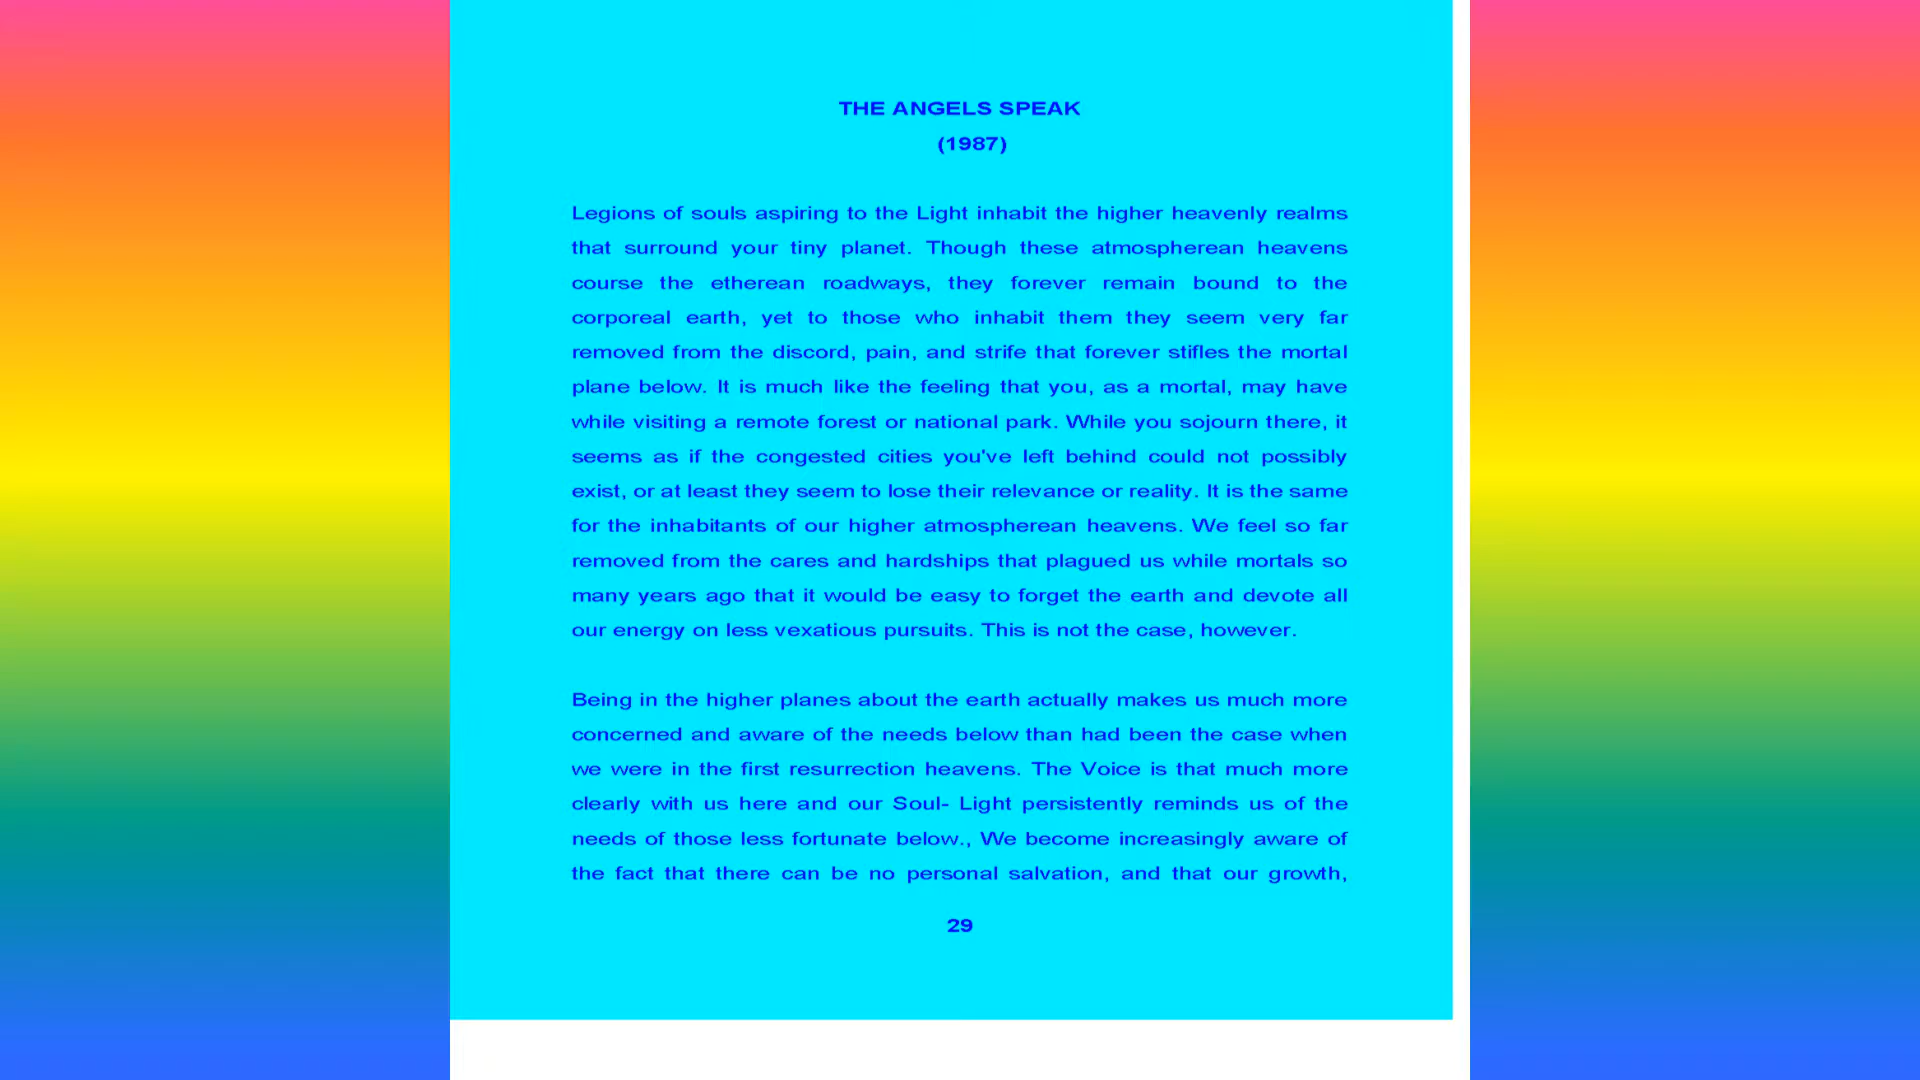 THE ANGELS SPEAK
(1987)
Legions of souls aspiring to the Light inhabit the higher heavenly realms
that surround your tiny planet. Though these atmospherean heavens
course the etherean roadways, they forever remain bound to the
corporeal earth, yet to those who inhabit them they seem very far
removed from the discord, pain, and strife that forever stifles the mortal
plane below. It is much like the feeling that you, as a mortal, may have
while visiting a remote forest or national park. While you sojourn there, it
seems as if the congested cities you've left behind could not possibly
exist, or at least they seem to lose their relevance or reality. It is the same
for the inhabitants of our higher atmospherean heavens. We feel so far
removed from the cares and hardships that plagued us while mortals so
many years ago that it would be easy to forget the earth and devote all
our energy on less vexatious pursuits. This is not the case, however.
Being in the higher planes about the earth actually makes us much more
concerned and aware of the needs below than had been the case when
we were in the first resurrection heavens. The Voice is that much more
clearly with us here and our Soul- Light persistently reminds us of the
needs of those less fortunate below., We become increasingly aware of
the fact that there can be no personal salvation, and that our growth,
29